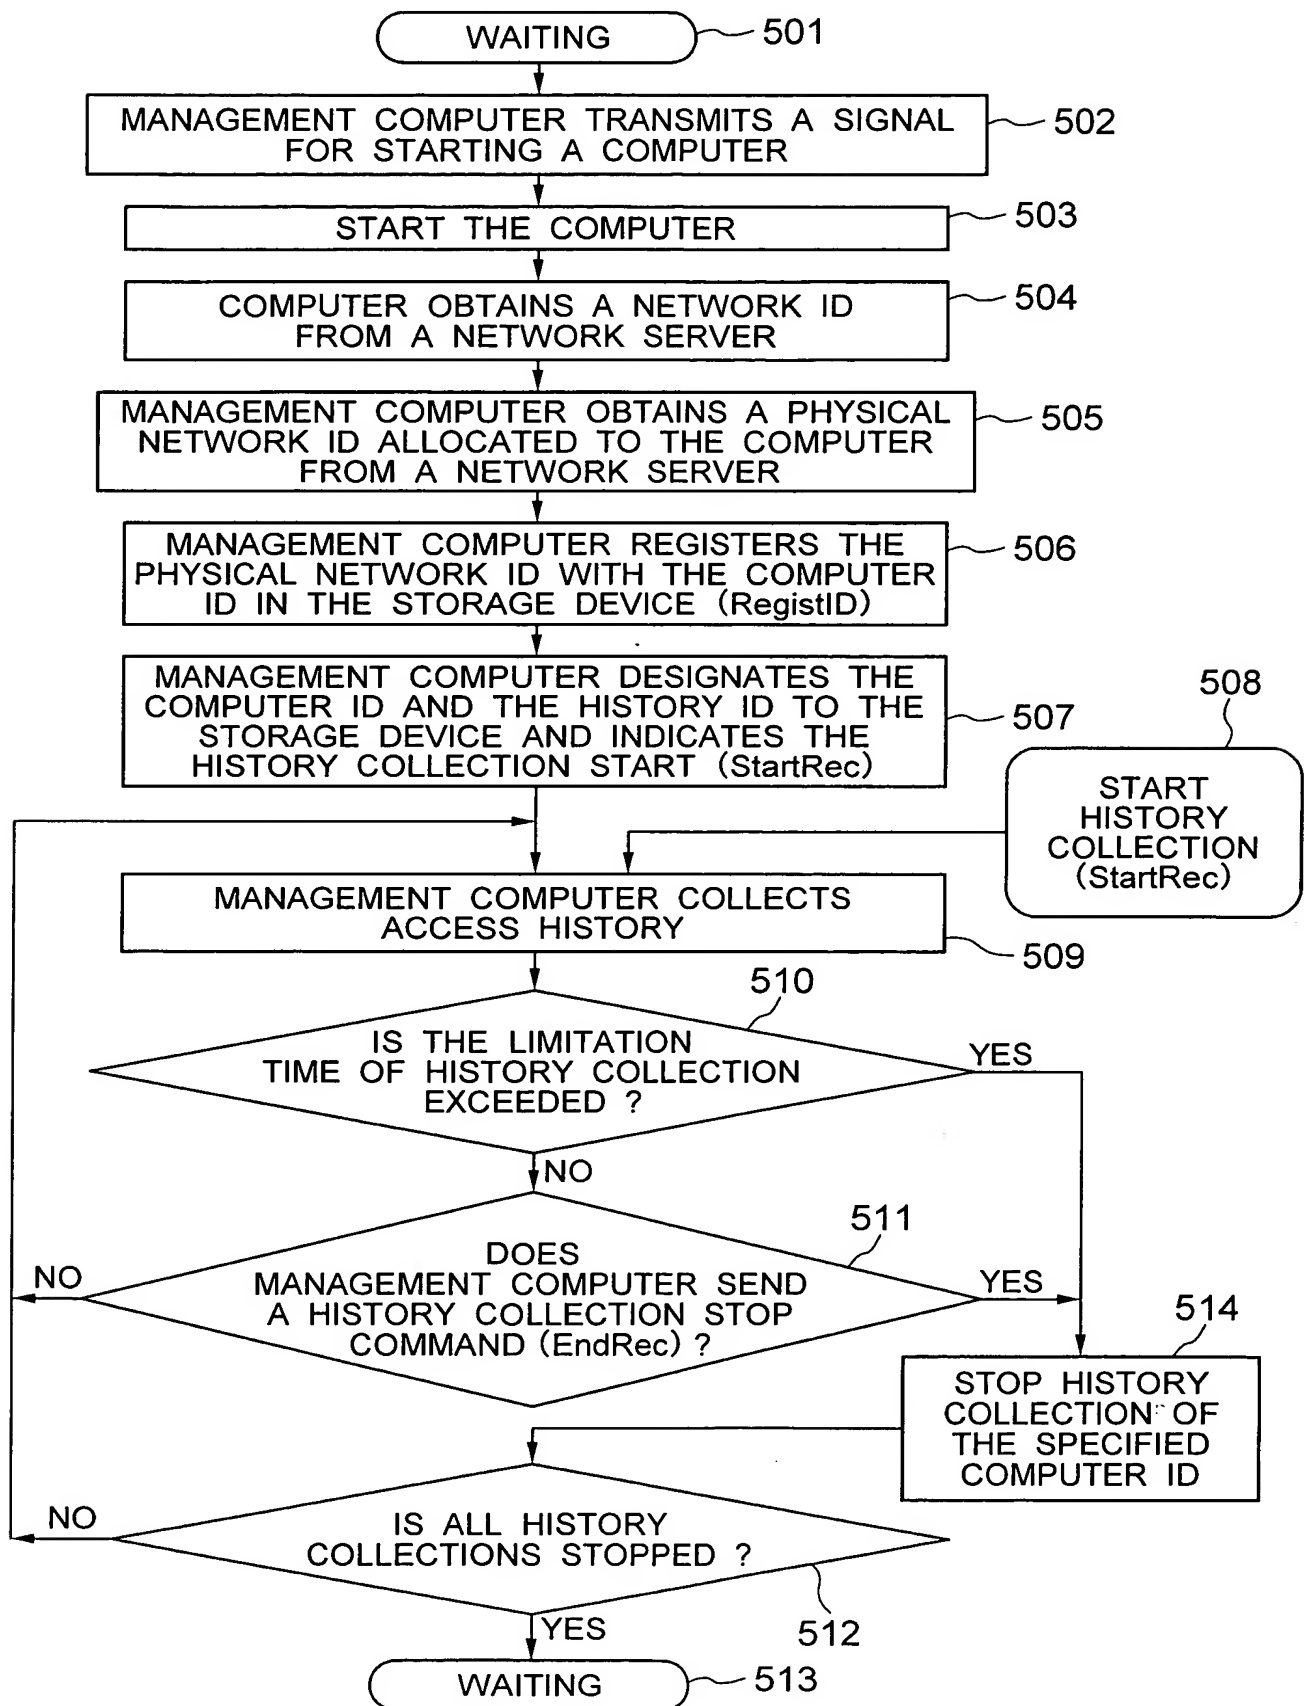 WAITING
501
MANAGEMENT COMPUTER TRANSMITS A SIGNAL
FOR STARTING A COMPUTER
502
START THE COMPUTER
503
COMPUTER OBTAINS A NETWORK ID
FROM A NETWORK SERVER
504
MANAGEMENT COMPUTER OBTAINS A PHYSICAL
NETWORK ID ALLOCATED TO THE COMPUTER
FROM A NETWORK SERVER
505
MANAGEMENT COMPUTER REGISTERS THE
PHYSICAL NETWORK ID WITH THE COMPUTER
ID IN THE STORAGE DEVICE (RegistID)
506
MANAGEMENT COMPUTER DESIGNATES THE
COMPUTER ID AND THE HISTORY ID TO THE
STORAGE DEVICE AND INDICATES THE
HISTORY COLLECTION START (StartRec)
507
508
START
HISTORY
COLLECTION
(StartRec)
MANAGEMENT COMPUTER COLLECTS
ACCESS HISTORY
509
510
IS THE LIMITATION
TIME OF HISTORY COLLECTION
EXCEEDED ?
YES
NO
511
DOES
MANAGEMENT COMPUTER SEND
A HISTORY COLLECTION STOP
COMMAND (EndRec) ?
NO
YES
514
STOP HISTORY
COLLECTION OF
THE SPECIFIED
COMPUTER ID
IS ALL HISTORY
COLLECTIONS STOPPED ?
NO
512
YES
WAITING
513